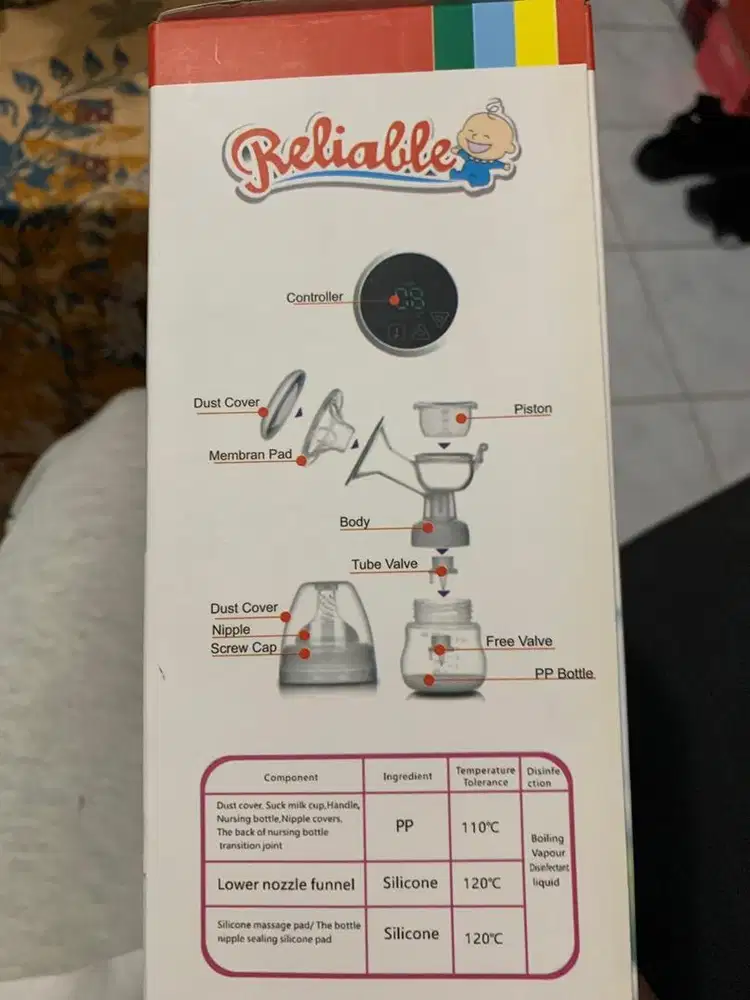 Reliable
Controller
08
Dust Cover
Piston
Membran Pad
Body
Tube Valve
Dust Cover
Nipple
Free Valve
Screw Cap
PP Bottle
Component
Ingredient
Temperature
Tolerance
Disinfe
ction
Dust cover, Suck milk cup,Handle,
Nursing bottle,Nipple covers,
The back of nursing bottle
transition joint
PP
110℃
Boiling
Vapour
Disinfectant
liquid
Lower nozzle funnel
Silicone
120℃
Silicone massage pad/ The bottle
nipple sealing silicone pad
Silicone
120℃